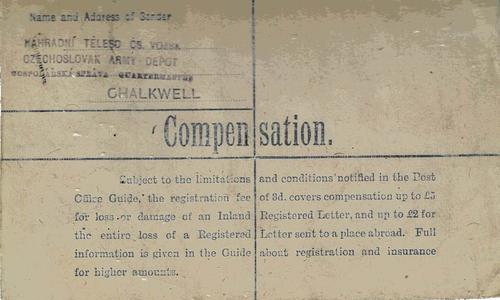 Name and Address of Sender
NÁHRADNÍ TĚLESO ČS. VOJSK
CZECHOSLOVAK ARMY DEPOT
HOSPODÁŘSKÁ SPRÁVA QUARTERMASTER
CHALKWELL
Compensation.
Subject to the limitations and conditions notified in the Post
Office Guide, the registration fee of 3d. covers compensation up to £5
for loss or damage of an Inland Registered Letter, and up to £2 for
the entire loss of a Registered Letter sent to a place abroad. Full
information is given in the Guide about registration and insurance
for higher amounts.